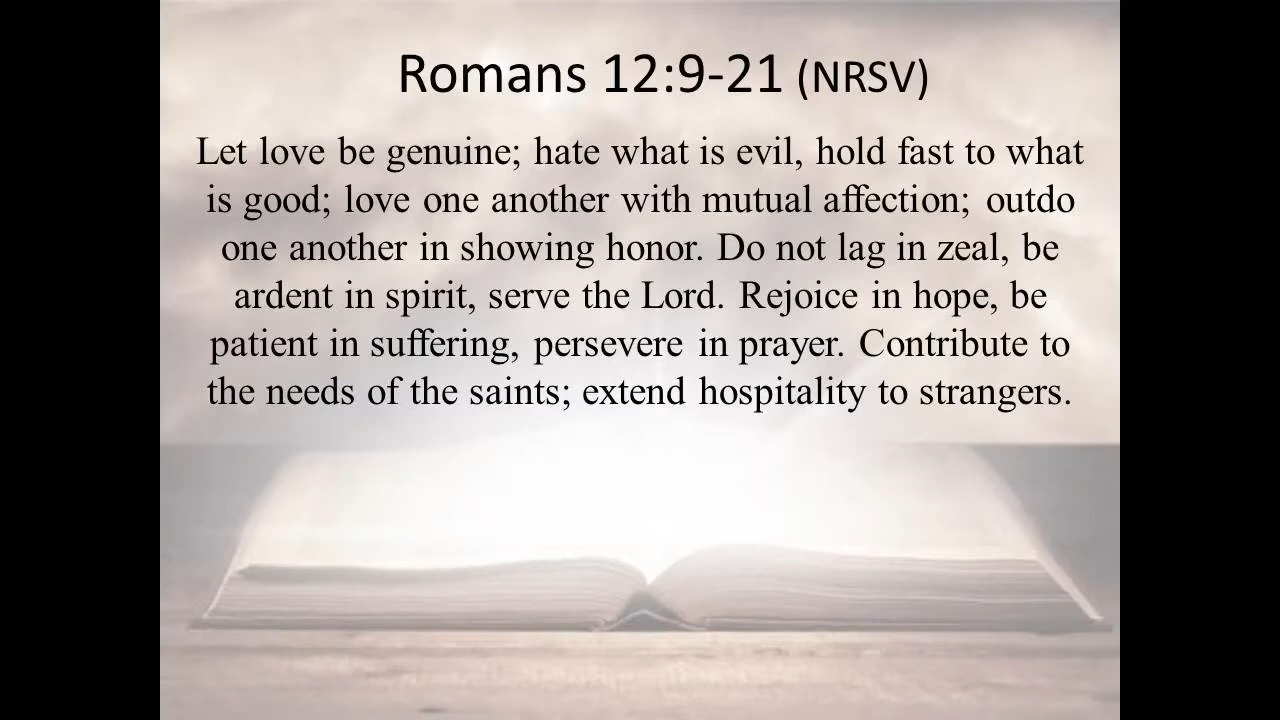 Romans 12:9-21 (NRSV)
Let love be genuine; hate what is evil, hold fast to what
is good; love one another with mutual affection; outdo
one another in showing honor. Do not lag in zeal, be
ardent in spirit, serve the Lord. Rejoice in hope, be
patient in suffering, persevere in prayer. Contribute to
the needs of the saints; extend hospitality to strangers.